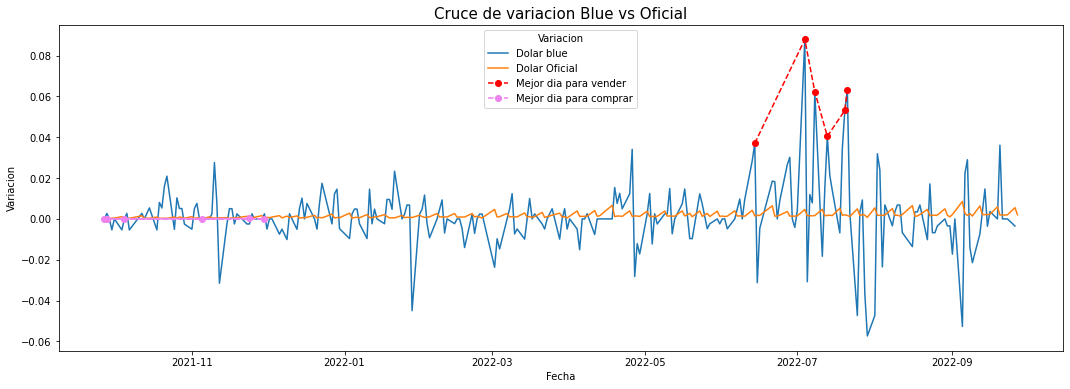 Cruce de variacion Blue vs Oficial
Variacion
Dolar blue
Dolar Oficial
Mejor dia para vender
Mejor dia para comprar
0.08
0.06
0.04
0.02
0.00
−0.02
−0.04
−0.06
Variacion
2021-11
2022-01
2022-03
2022-05
2022-07
2022-09
Fecha